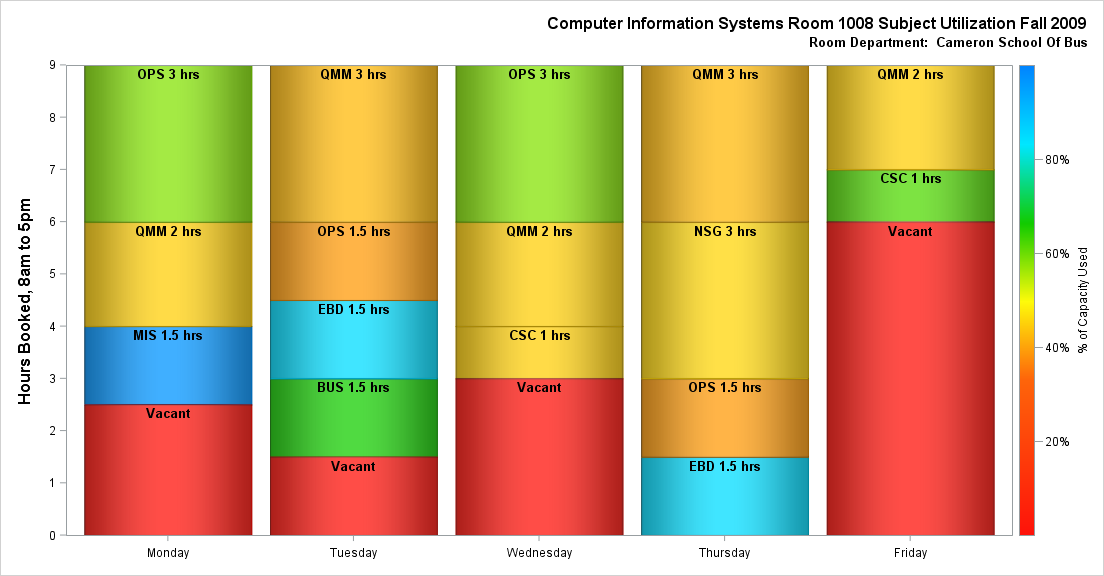 Computer Information Systems Room 1008 Subject Utilization Fall 2009
Room Department: Cameron School Of Bus
Hours Booked, 8am to 5pm
9
8
7
6
5
4
3
2
1
0
OPS 3 hrs
QMM 2 hrs
MIS 1.5 hrs
Vacant
Monday
QMM 3 hrs
OPS 1.5 hrs
EBD 1.5 hrs
BUS 1.5 hrs
Vacant
Tuesday
OPS 3 hrs
QMM 2 hrs
CSC 1 hrs
Vacant
Wednesday
QMM 3 hrs
NSG 3 hrs
OPS 1.5 hrs
EBD 1.5 hrs
Thursday
QMM 2 hrs
CSC 1 hrs
Vacant
Friday
80%
60%
40%
20%
% of Capacity Used